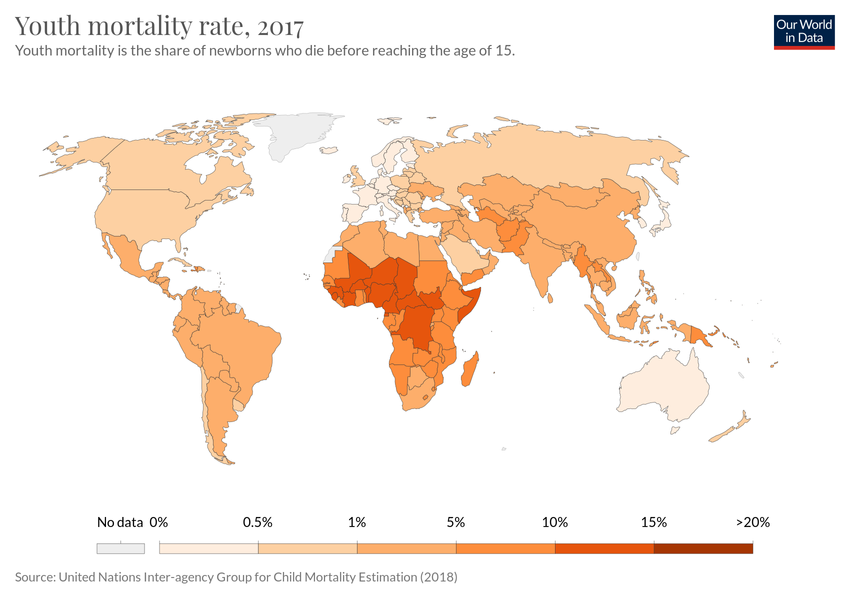 Youth mortality rate, 2017
Our World
in Data
Youth mortality is the share of newborns who die before reaching the age of 15.
No data 0% 0.5% 1% 5% 10% 15% >20%
Source: United Nations Inter-agency Group for Child Mortality Estimation (2018)